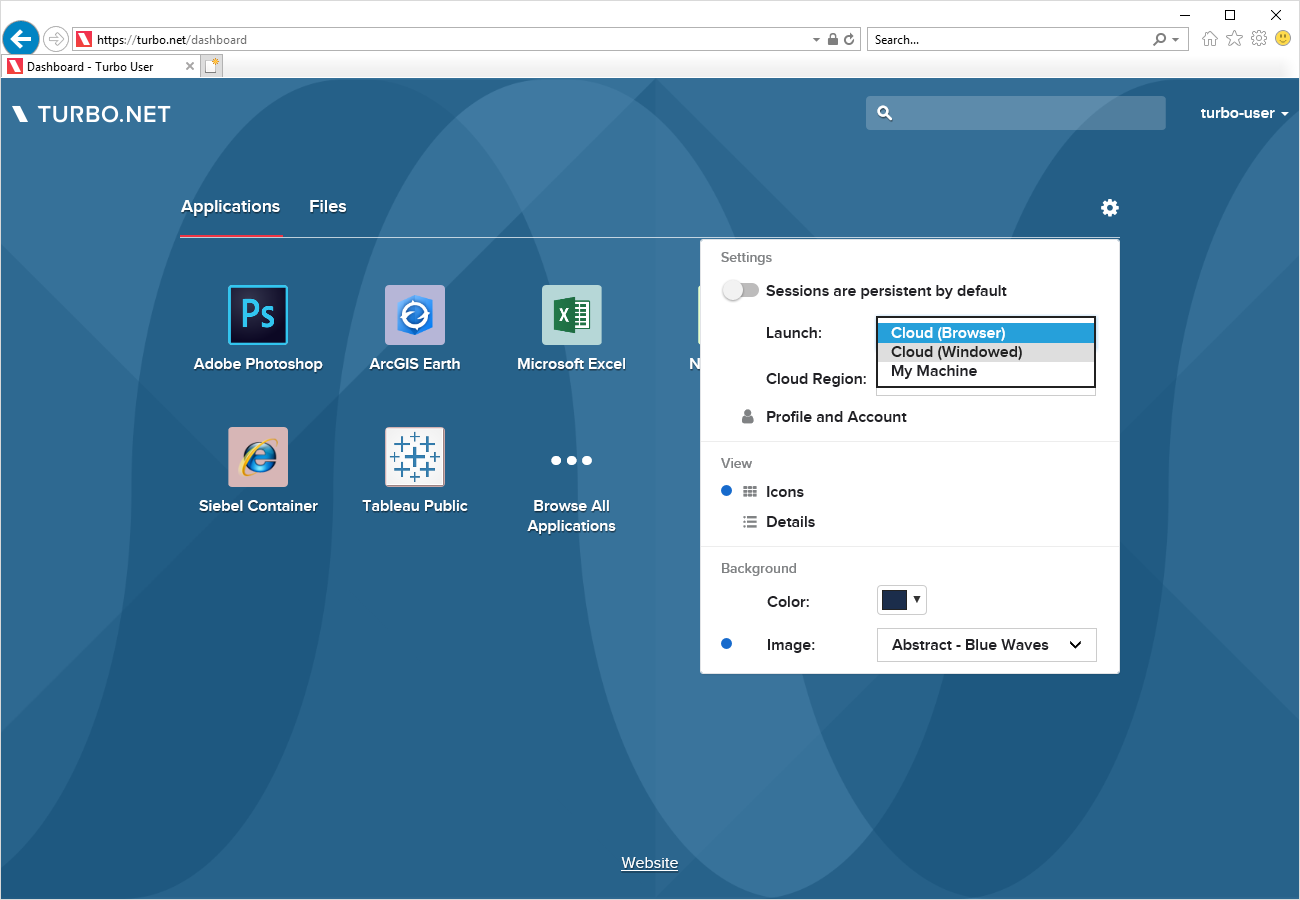 https://turbo.net/dashboard
Search...
Dashboard - Turbo User
TURBO.NET
turbo-user
Applications
Files
Settings
Sessions are persistent by default
Launch:
Cloud (Browser)
Cloud (Windowed)
My Machine
Cloud Region:
Profile and Account
View
Icons
Details
Background
Color:
Image:
Abstract - Blue Waves
Ps
Adobe Photoshop
ArcGIS Earth
X
Microsoft Excel
N
Siebel Container
Tableau Public
Browse All
Applications
Website